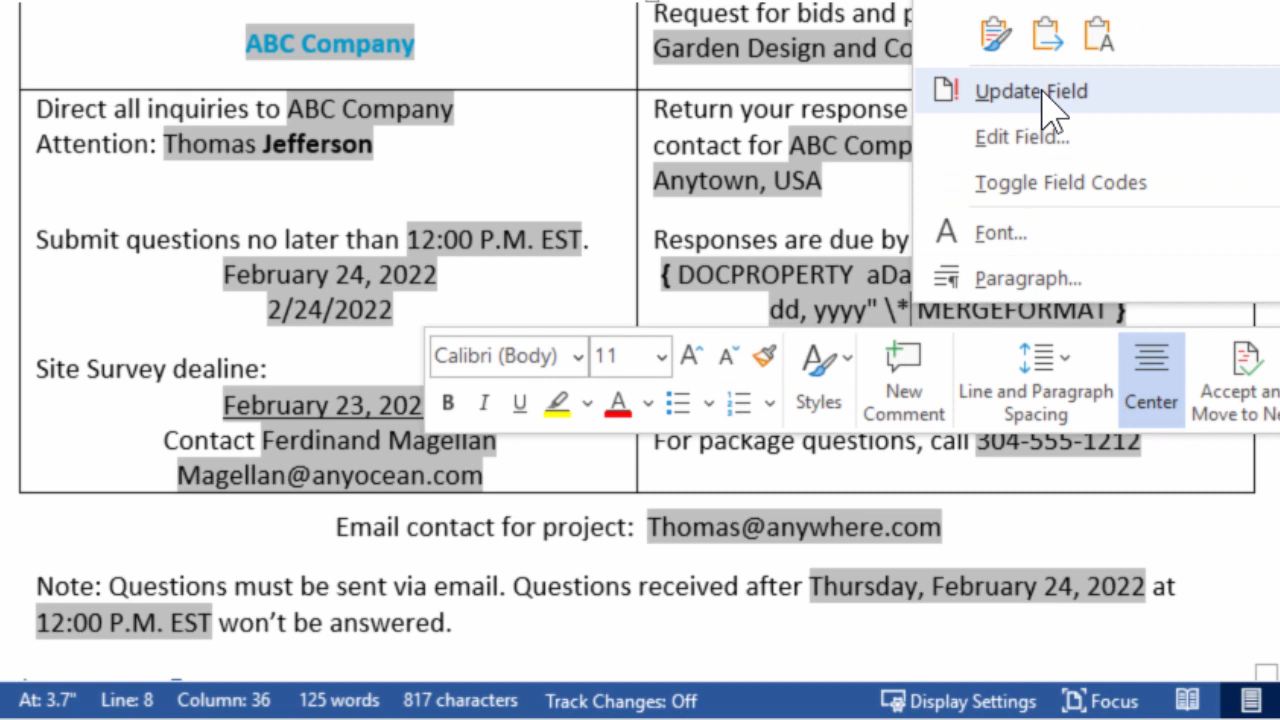 ABC Company
Request for bids and
Garden Design and
Direct all inquiries to ABC Company
Attention: Thomas Jefferson
Submit questions no later than 12:00 P.M. EST.
February 24, 2022
2/24/2022
Site Survey dealine:
February 23, 202
Contact Ferdinand Magellan
Magellan@anyocean.com
Return your response
contact for ABC Comp
Anytown, USA
Responses are due by
{ DOCPROPERTY aDa
dd, yyyy" \* MERGEFORMAT }
For package questions, call 304-555-1212
Update Field
Edit Field...
Toggle Field Codes
A Font...
Paragraph...
Calibri (Body) 11
B I U
Styles
New
Comment
Line and Paragraph
Spacing
Center
Accept an
Move to Ne
Email contact for project: Thomas@anywhere.com
Note: Questions must be sent via email. Questions received after Thursday, February 24, 2022 at
12:00 P.M. EST won’t be answered.
At: 3.7" Line: 8 Column: 36 125 words 817 characters Track Changes: Off Display Settings Focus